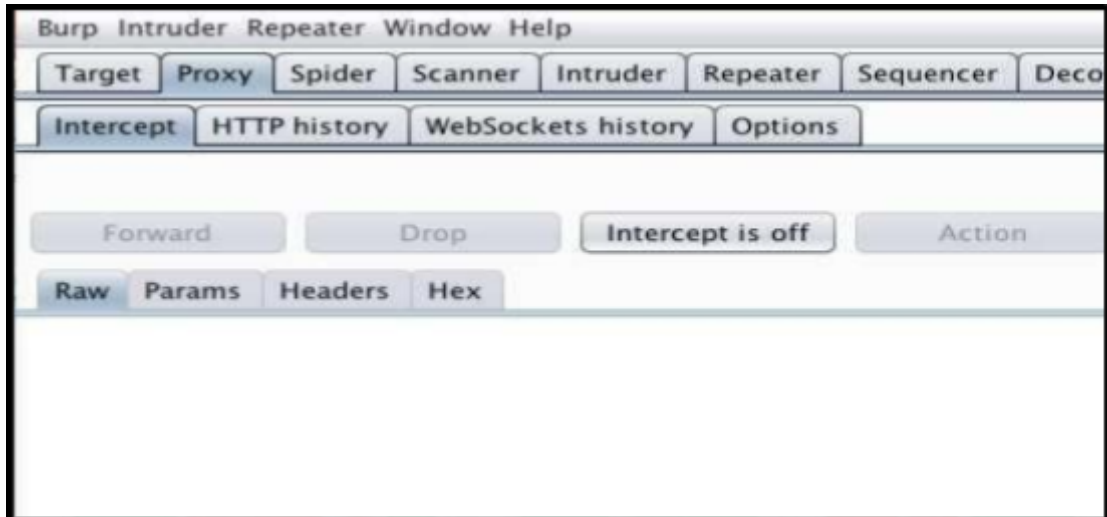 Burp Intruder Repeater Window Help
Target Proxy Spider Scanner Intruder Repeater Sequencer Deco
Intercept HTTP history WebSockets history Options
Forward Drop Intercept is off Action
Raw Params Headers Hex